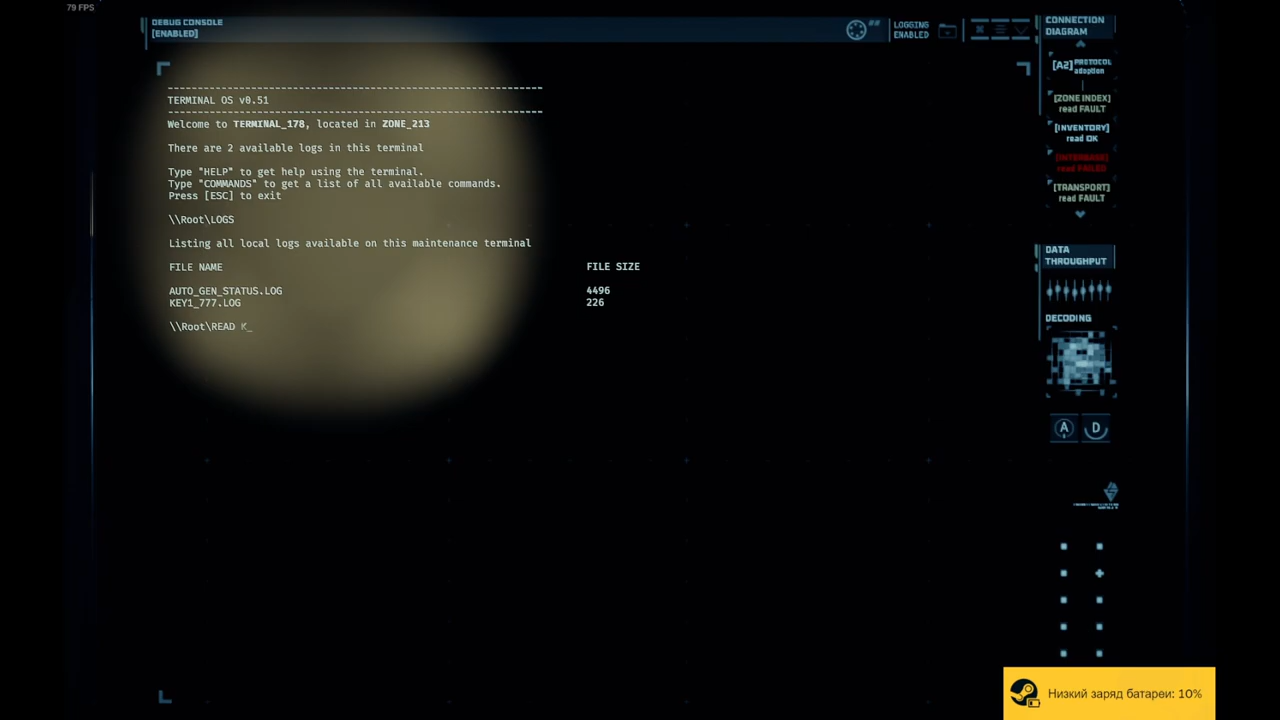 79 FPS
DEBUG CONSOLE
[ENABLED]
LOGGING
ENABLED
--------------------------------------------------------------
TERMINAL OS v0.51
--------------------------------------------------------------
Welcome to TERMINAL_178, located in ZONE_213
There are 2 available logs in this terminal
Type "HELP" to get help using the terminal.
Type "COMMANDS" to get a list of all available commands.
Press [ESC] to exit
\\Root\LOGS
Listing all local logs available on this maintenance terminal
FILE NAME FILE SIZE
AUTO_GEN_STATUS.LOG 4496
KEY1_777.LOG 226
\\Root\READ K_
CONNECTION
DIAGRAM
[A2] PROTOCOL
adaption
[ZONE INDEX]
read FAULT
[INVENTORY]
read OK
read FAILED
[TRANSPORT]
read FAULT
DATA
THROUGHPUT
DECODING
A D
Низкий заряд батареи: 10%